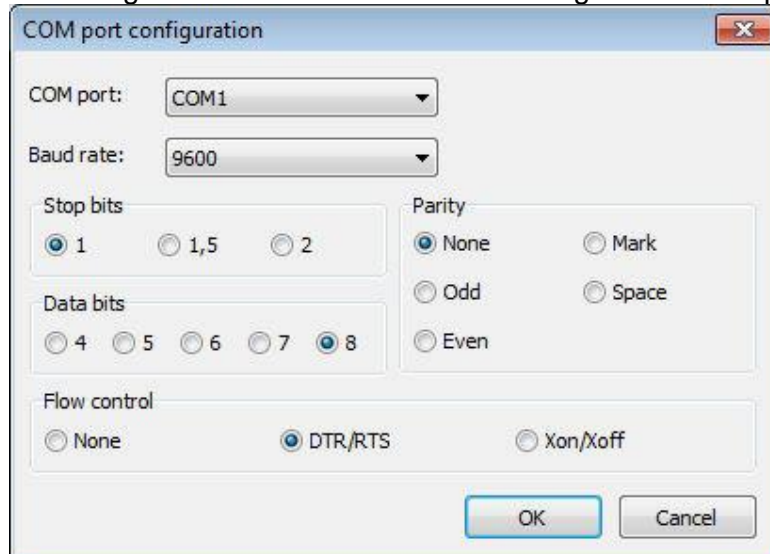 COM port configuration
COM port: COM1
Baud rate: 9600
Stop bits
1 1,5 2
Parity
None Mark
Odd Space
Even
Data bits
4 5 6 7 8
Flow control
None DTR/RTS Xon/Xoff
OK Cancel